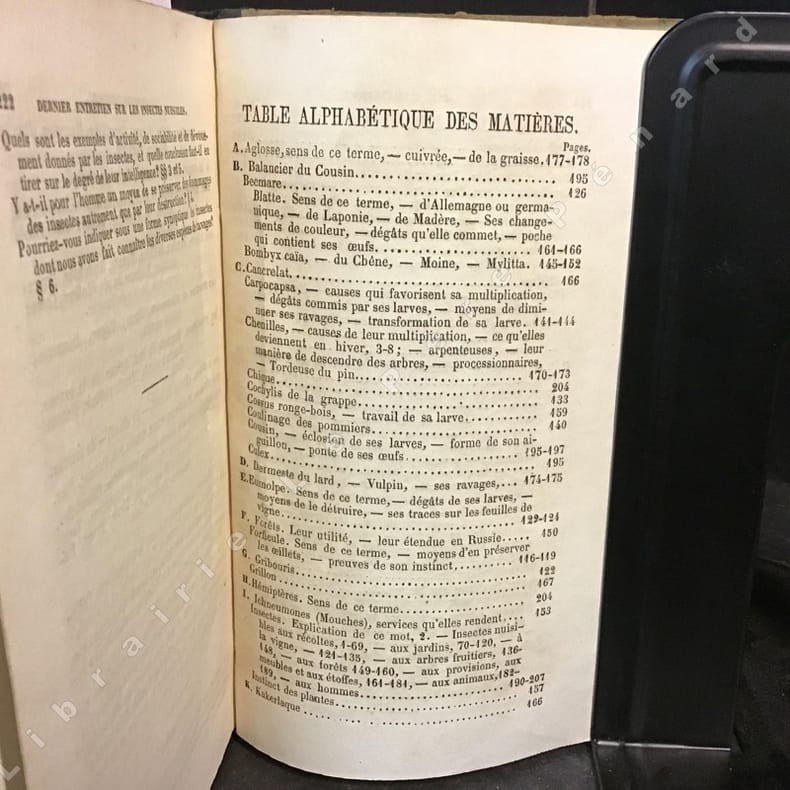 222 DERNIER ENTRETIEN SUR LES INSECTES NUISIBLES.
Quels sont les exemples d'activité, de sociabilité et de dévoue-
ment donnés par les insectes, et quelle conclusion faut-il en
tirer sur le degré de leur intelligence? §§ 3 et 5.
Y a-t-il pour l'homme un moyen de se préserver des dommages
des insectes autrement que par leur destruction?
Pourriez-vous indiquer sous une forme synoptique les insectes
dont nous avons fait connaître les diverses espèces de ravages?
§ 6.
TABLE ALPHABÉTIQUE DES MATIÈRES.
Pages.
A. Aglosse, sens de ce terme, — cuivrée, — de la graisse. 177-178
B. Balancier du Cousin. 195
Becmare. 126
Blatte. Sens de ce terme, — d'Allemagne ou germa-
nique, — de Laponie, — de Madère, — Ses change-
ments de couleur, — dégâts qu'elle commet, — poche
qui contient ses œufs. 161-166
Bombyx caïa, — du Chêne, — Moine, — Mylitta. 145-152
C. Cancrelat. 166
Carpocapsa, — causes qui favorisent sa multiplication,
— dégâts commis par ses larves, — moyens de dimi-
nuer ses ravages, — transformation de sa larve. 141-144
Chenilles, — causes de leur multiplication, — ce qu'elles
deviennent en hiver, 3-8; — arpenteuses, — leur
manière de descendre des arbres, — processionnaires,
— Tordeuse du pin. 170-173
Chique. 204
Cochylis de la grappe. 133
Cossus ronge-bois, — travail de sa larve. 159
Coulinage des pommiers. 140
Cousin, — éclosion de ses larves, — forme de son ai-
guillon, — ponte de ses œufs. 195-197
Culex. 195
D. Dermeste du lard, — Vulpin, — ses ravages, 174-175
E. Eumolpe. Sens de ce terme, — dégâts de ses larves, —
moyens de le détruire, — ses traces sur les feuilles de
vigne. 122-124
F. Forêts. Leur utilité, — leur étendue en Russie. 150
Forficule. Sens de ce terme, — moyens d'en préserver
les œillets, — preuves de son instinct. 116-119
G. Gribouris. 122
Grillon 167
H. Hémiptères. Sens de ce terme. 204
I. Ichneumones (Mouches), services qu'elles rendent. 153
Insectes. Explication de ce mot, 2. — Insectes nuisi-
bles aux récoltes, 1-69, — aux jardins, 70-120, — à
la vigne, — 121-135, — aux arbres fruitiers, 136-
148, — aux forêts 149-160, — aux provisions, aux
meubles et aux étoffes, 161-181, — aux animaux, 182-
189, — aux hommes. 190-207
Instinct des plantes. 157
K. Kakerlaque 166
Librairie Le Père Pénard